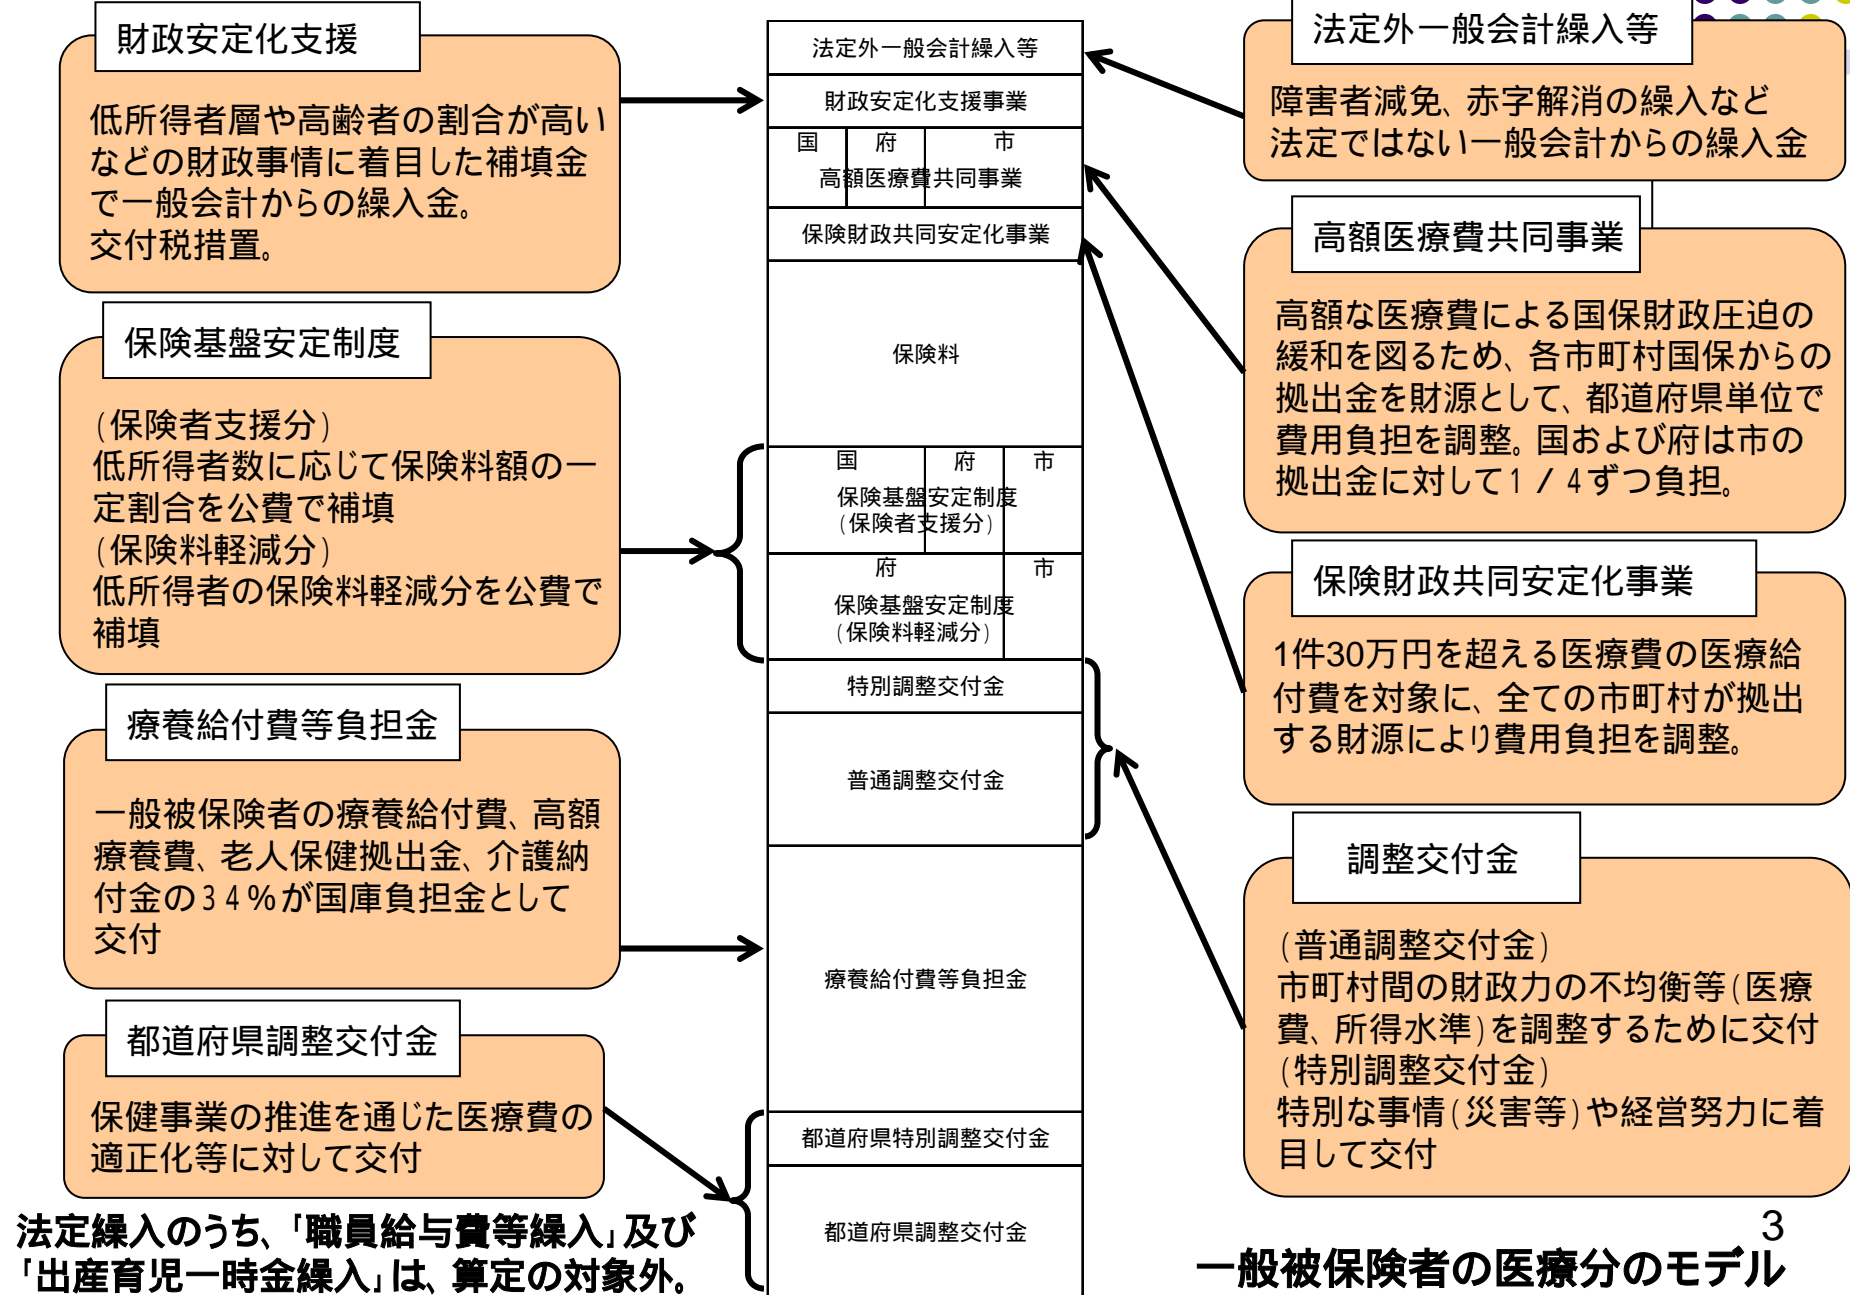 財政安定化支援
低所得者層や高齢者の割合が高い
などの財政事情に着目した補填金
で一般会計からの繰入金。
交付税措置。
保険基盤安定制度
(保険者支援分)
低所得者数に応じて保険料額の一
定割合を公費で補填
(保険料軽減分)
低所得者の保険料軽減分を公費で
補填
療養給付費等負担金
一般被保険者の療養給付費、高額
療養費、老人保健拠出金、介護納
付金の34%が国庫負担金として
交付
都道府県調整交付金
保健事業の推進を通じた医療費の
適正化等に対して交付
法定繰入のうち、「職員給与費等繰入」及び
「出産育児一時金繰入」は、算定の対象外。
法定外一般会計繰入等
財政安定化支援事業
国 府 市
高額医療費共同事業
保険財政共同安定化事業
保険料
国 府 市
保険基盤安定制度
(保険者支援分)
府 市
保険基盤安定制度
(保険料軽減分)
特別調整交付金
普通調整交付金
療養給付費等負担金
都道府県特別調整交付金
都道府県調整交付金
法定外一般会計繰入等
障害者減免、赤字解消の繰入など
法定ではない一般会計からの繰入金
高額医療費共同事業
高額な医療費による国保財政圧迫の
緩和を図るため、各市町村国保からの
拠出金を財源として、都道府県単位で
費用負担を調整。国および府は市の
拠出金に対して1/4ずつ負担。
保険財政共同安定化事業
1件30万円を超える医療費の医療給
付費を対象に、全ての市町村が拠出
する財源により費用負担を調整。
調整交付金
(普通調整交付金)
市町村間の財政力の不均衡等(医療
費、所得水準)を調整するために交付
(特別調整交付金)
特別な事情(災害等)や経営努力に着
目して交付
3
一般被保険者の医療分のモデル